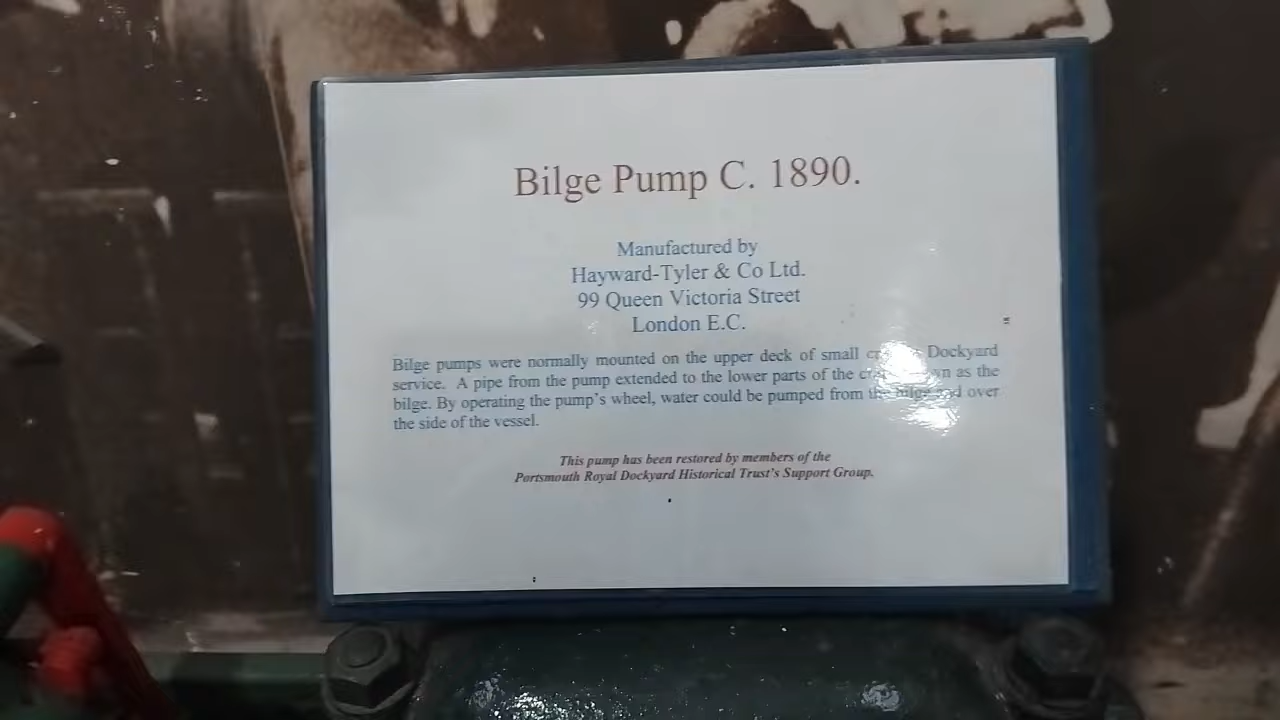 Bilge Pump C. 1890.
Manufactured by
Hayward-Tyler & Co Ltd.
99 Queen Victoria Street
London E.C.
Bilge pumps were normally mounted on the upper deck of small Dockyard
service. A pipe from the pump extended to the lower parts of the as the
bilge. By operating the pump's wheel, water could be pumped from the bilge and over
the side of the vessel.
This pump has been restored by members of the
Portsmouth Royal Dockyard Historical Trust's Support Group.